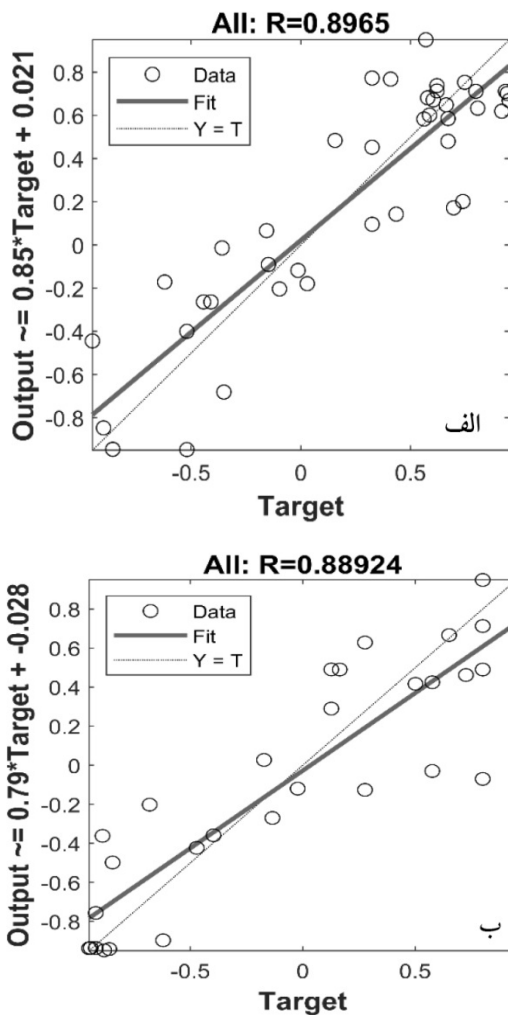 All: R=0.8965
Output ~= 0.85*Target + 0.021
Data
Fit
Y = T
0.8
0.6
0.4
0.2
0
-0.2
-0.4
-0.6
-0.8
الف
-0.5 0 0.5
Target
All: R=0.88924
Output ~= 0.79*Target + -0.028
Data
Fit
Y = T
0.8
0.6
0.4
0.2
0
-0.2
-0.4
-0.6
-0.8
ب
-0.5 0 0.5
Target